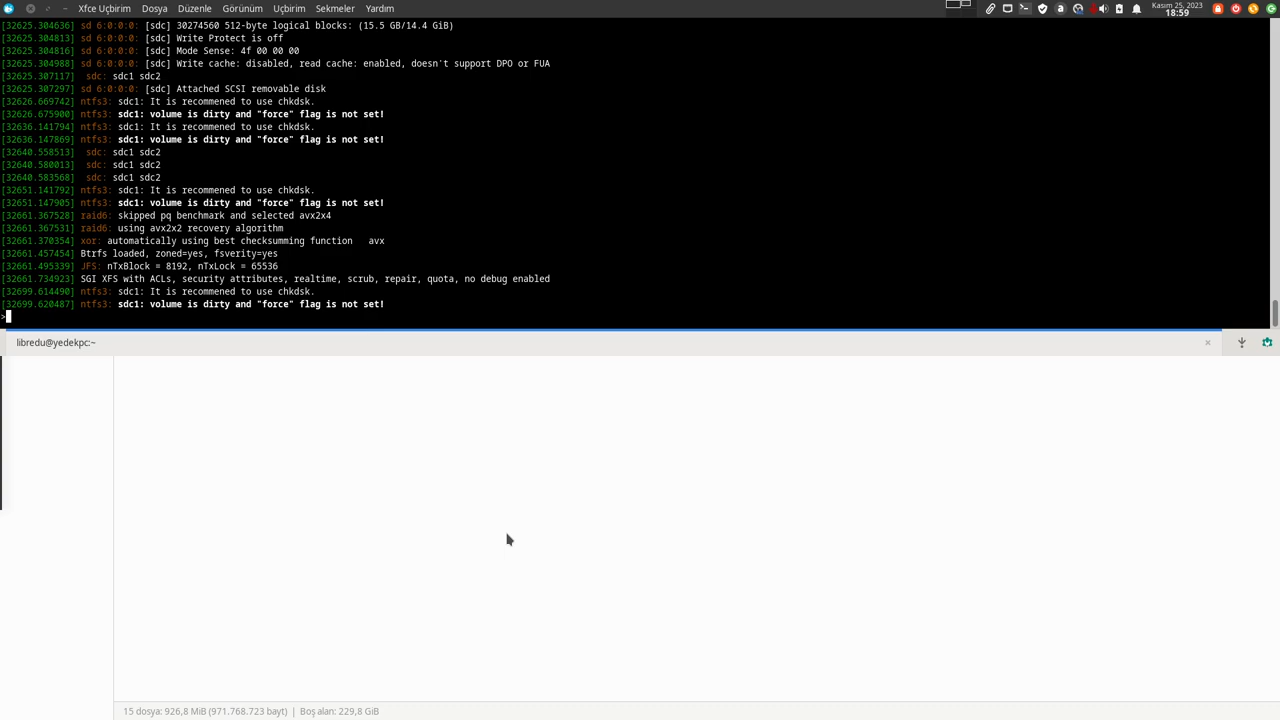 Xfce Uçbirim Dosya Düzenle Görünüm Uçbirim Sekmeler Yardım
Kasım 25, 2023
18:59
[32625.304636] sd 6:0:0:0: [sdc] 30274560 512-byte logical blocks: (15.5 GB/14.4 GiB)
[32625.304813] sd 6:0:0:0: [sdc] Write Protect is off
[32625.304816] sd 6:0:0:0: [sdc] Mode Sense: 4f 00 00 00
[32625.304988] sd 6:0:0:0: [sdc] Write cache: disabled, read cache: enabled, doesn't support DPO or FUA
[32625.307117]  sdc: sdc1 sdc2
[32625.307297] sd 6:0:0:0: [sdc] Attached SCSI removable disk
[32626.669742] ntfs3: sdc1: It is recommened to use chkdsk.
[32626.675900] ntfs3: sdc1: volume is dirty and "force" flag is not set!
[32636.141794] ntfs3: sdc1: It is recommened to use chkdsk.
[32636.147869] ntfs3: sdc1: volume is dirty and "force" flag is not set!
[32640.558513]  sdc: sdc1 sdc2
[32640.580013]  sdc: sdc1 sdc2
[32640.583568]  sdc: sdc1 sdc2
[32651.141792] ntfs3: sdc1: It is recommened to use chkdsk.
[32651.147905] ntfs3: sdc1: volume is dirty and "force" flag is not set!
[32661.367528] raid6: skipped pq benchmark and selected avx2x4
[32661.367531] raid6: using avx2x2 recovery algorithm
[32661.370354] xor: automatically using best checksumming function   avx
[32661.457454] Btrfs loaded, zoned=yes, fsverity=yes
[32661.495339] JFS: nTxBlock = 8192, nTxLock = 65536
[32661.734923] SGI XFS with ACLs, security attributes, realtime, scrub, repair, quota, no debug enabled
[32699.614490] ntfs3: sdc1: It is recommened to use chkdsk.
[32699.620487] ntfs3: sdc1: volume is dirty and "force" flag is not set!
>
libredu@yedekpc:~
15 dosya: 926,8 MiB (971.768.723 bayt) | Boş alan: 229,8 GiB